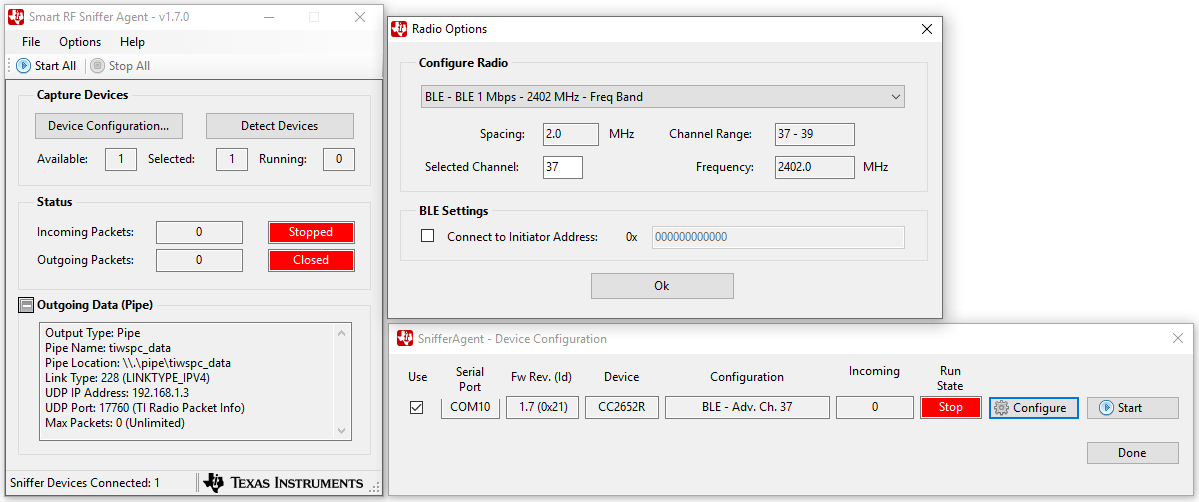 Smart RF Sniffer Agent - v1.7.0
File Options Help
Start All Stop All
Capture Devices
Device Configuration... Detect Devices
Available: 1 Selected: 1 Running: 0
Status
Incoming Packets: 0 Stopped
Outgoing Packets: 0 Closed
Outgoing Data (Pipe)
Output Type: Pipe
Pipe Name: tiwspc_data
Pipe Location: \\.\pipe\tiwspc_data
Link Type: 228 (LINKTYPE_IPV4)
UDP IP Address: 192.168.1.3
UDP Port: 17760 (TI Radio Packet Info)
Max Packets: 0 (Unlimited)
Sniffer Devices Connected: 1 TEXAS INSTRUMENTS
Radio Options
Configure Radio
BLE - BLE 1 Mbps - 2402 MHz - Freq Band
Spacing: 2.0 MHz Channel Range: 37 - 39
Selected Channel: 37 Frequency: 2402.0 MHz
BLE Settings
Connect to Initiator Address: 0x 000000000000
Ok
SnifferAgent - Device Configuration
Use Serial Port Fw Rev. (Id) Device Configuration Incoming Run State
COM10 1.7 (0x21) CC2652R BLE - Adv. Ch. 37 0 Stop Configure Start
Done